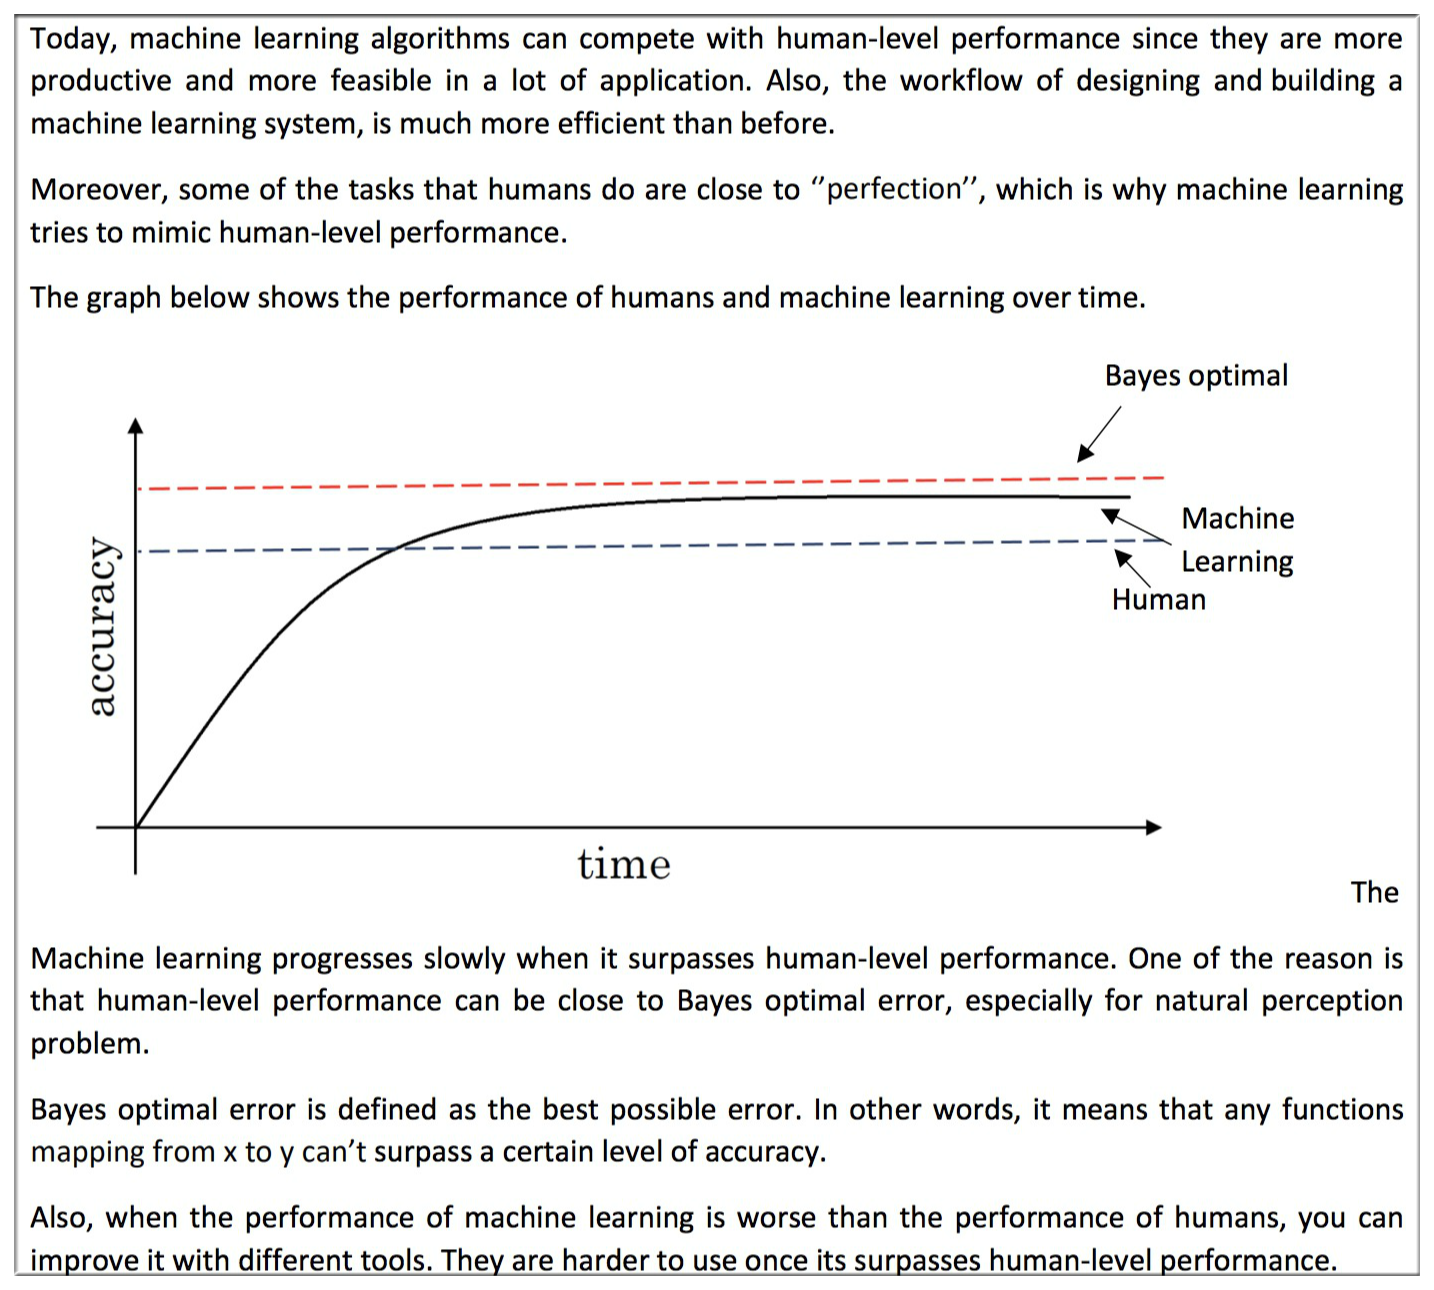 Today, machine learning algorithms can compete with human-level performance since they are more
productive and more feasible in a lot of application. Also, the workflow of designing and building a
machine learning system, is much more efficient than before.
Moreover, some of the tasks that humans do are close to ‘’perfection’’, which is why machine learning
tries to mimic human-level performance.
The graph below shows the performance of humans and machine learning over time.
Bayes optimal
accuracy
Machine
Learning
Human
time
The
Machine learning progresses slowly when it surpasses human-level performance. One of the reason is
that human-level performance can be close to Bayes optimal error, especially for natural perception
problem.
Bayes optimal error is defined as the best possible error. In other words, it means that any functions
mapping from x to y can’t surpass a certain level of accuracy.
Also, when the performance of machine learning is worse than the performance of humans, you can
improve it with different tools. They are harder to use once its surpasses human-level performance.